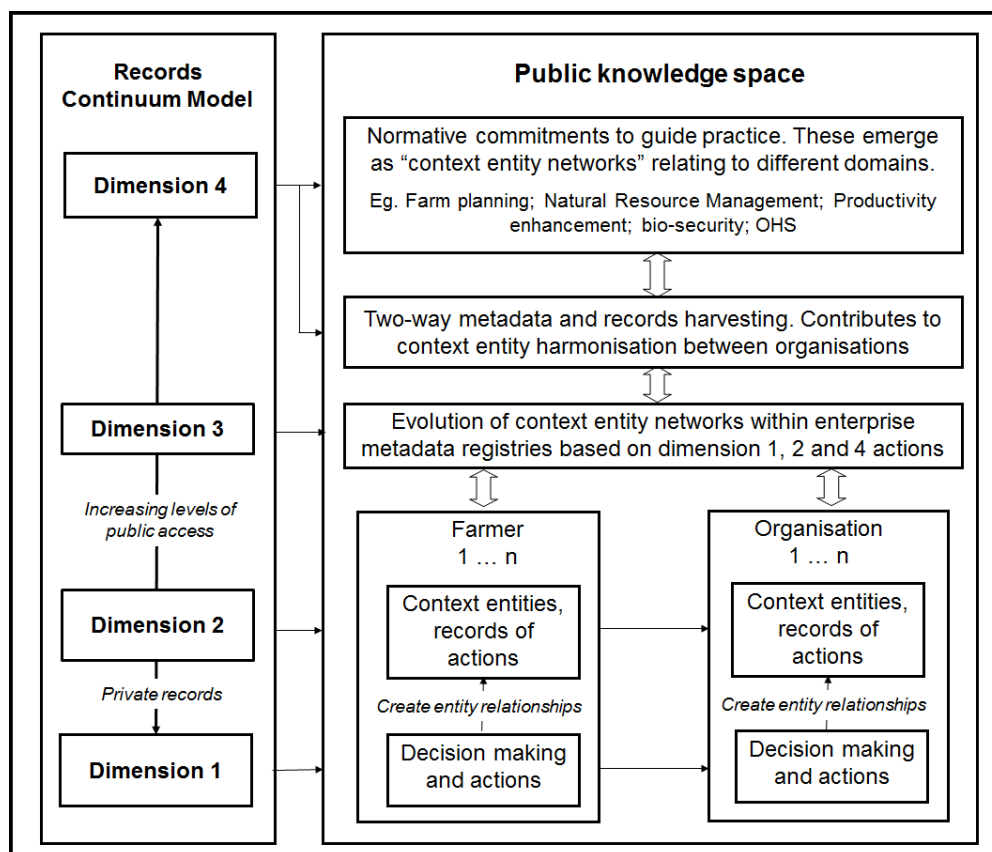 Records
Continuum Model
Dimension 4
Dimension 3
Increasing levels of
public access
Dimension 2
Private records
Dimension 1
Public knowledge space
Normative commitments to guide practice. These emerge
as “context entity networks” relating to different domains.
Eg. Farm planning; Natural Resource Management; Productivity
enhancement; bio-security; OHS
Two-way metadata and records harvesting. Contributes to
context entity harmonisation between organisations
Evolution of context entity networks within enterprise
metadata registries based on dimension 1, 2 and 4 actions
Farmer
1 … n
Context entities,
records of
actions
Create entity relationships
Decision making
and actions
Organisation
1 … n
Context entities,
records of
actions
Create entity relationships
Decision making
and actions